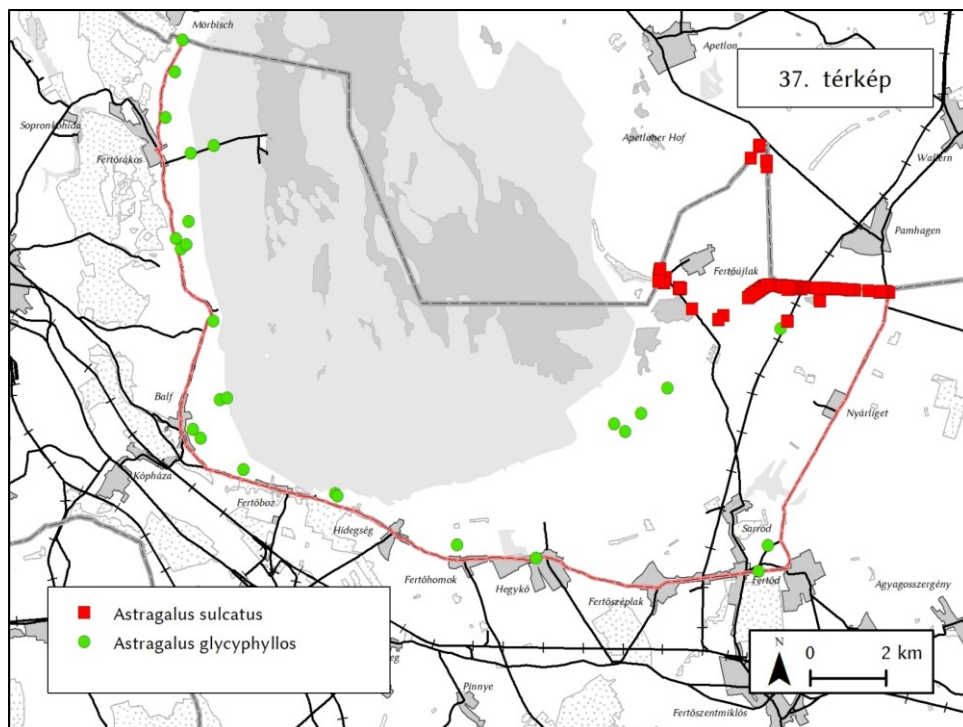 Mörbisch
Apetlon
37. térkép
Sopronkőhida
Apetloner Hof
Fertőrákos
Wallern
Pamhagen
Fertőújlak
Balf
Nyárliget
Kópháza
Fertőboz
Hidegség
Sarród
Fertőhomok
Hegykő
Fertőd
Fertőszéplak
Agyagosszergény
Astragalus sulcatus
Astragalus glycyphyllos
N
0 2 km
Pinnye
Fertőszentmiklós